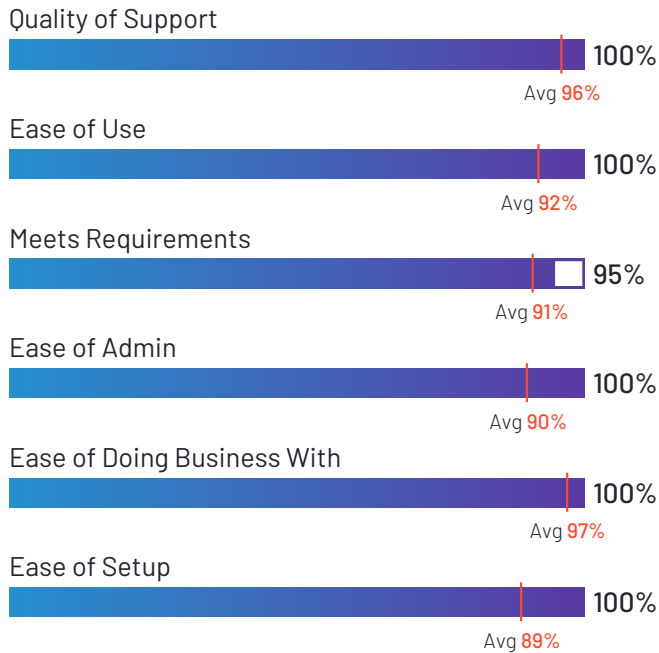 Quality of Support
100%
Avg 96%
Ease of Use
100%
Avg 92%
Meets Requirements
95%
Avg 91%
Ease of Admin
100%
Avg 90%
Ease of Doing Business With
100%
Avg 97%
Ease of Setup
100%
Avg 89%